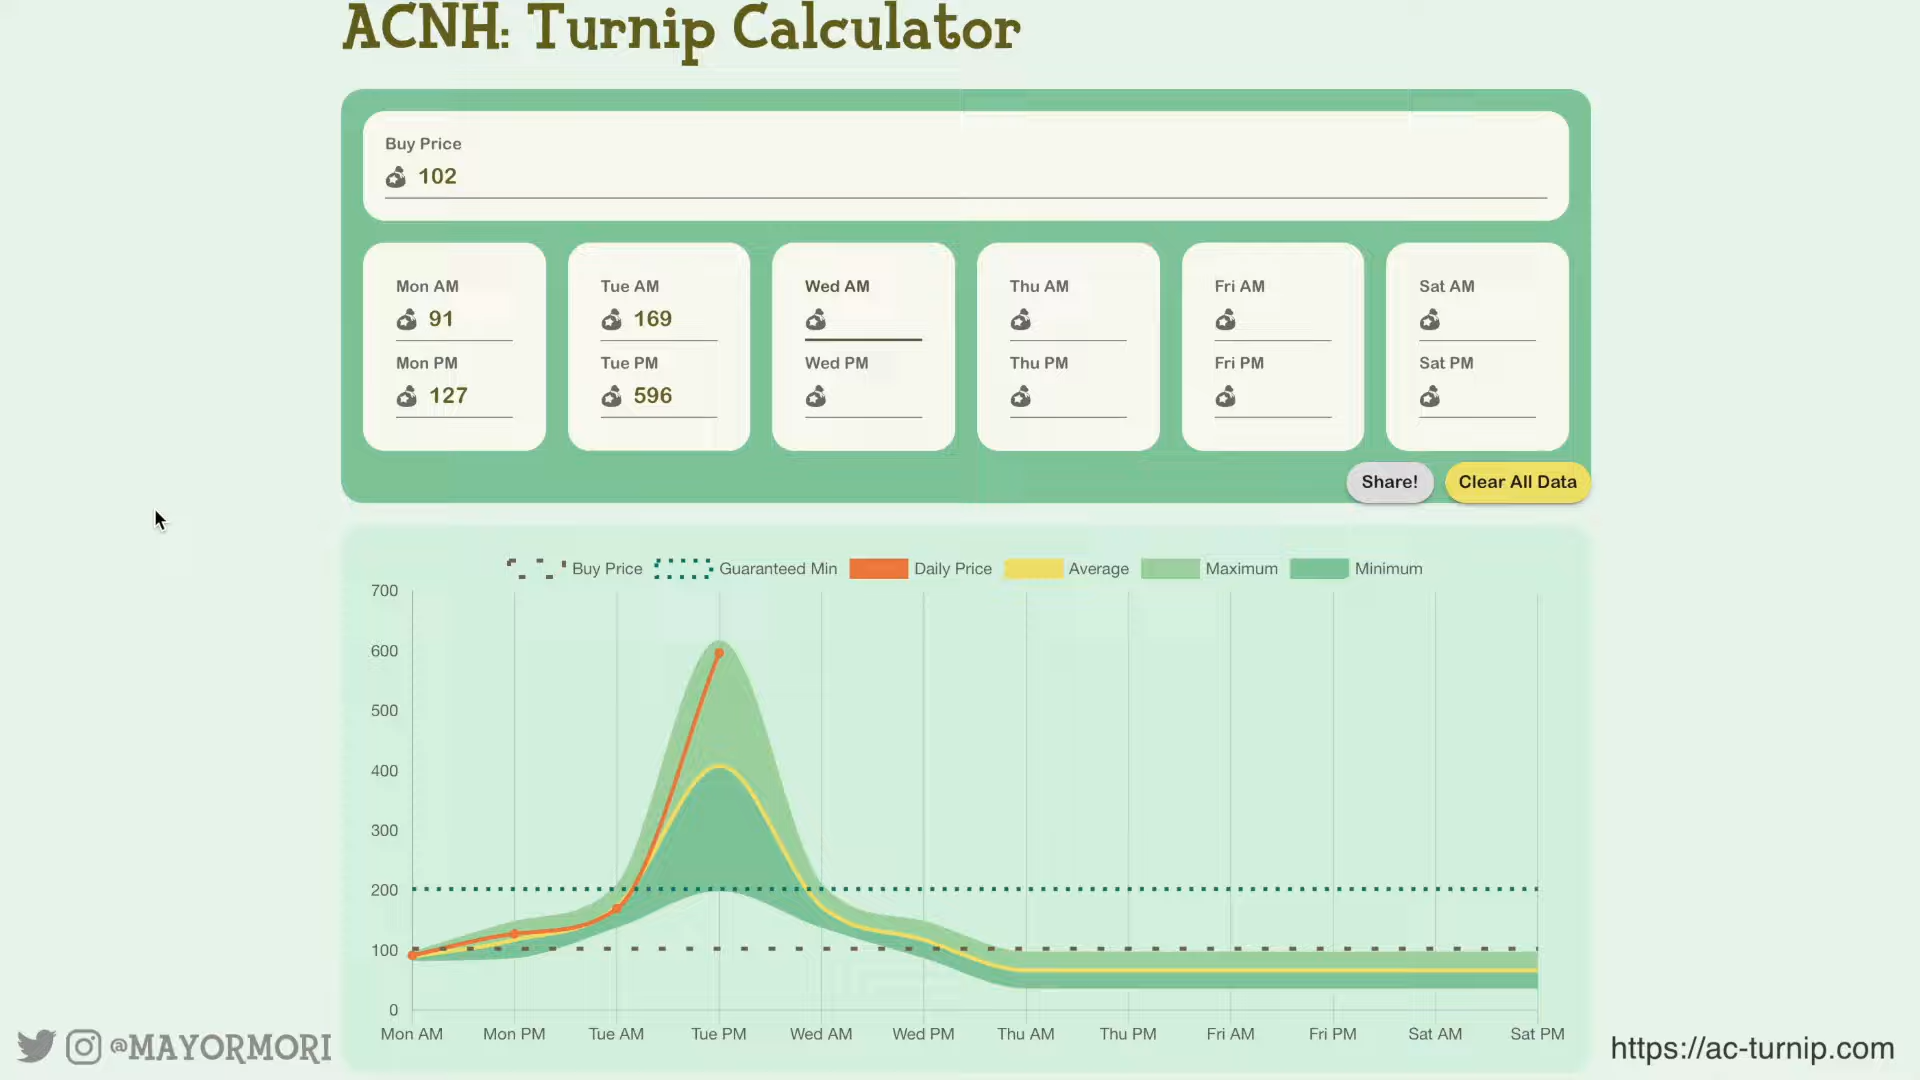 ACNH: Turnip Calculator
Buy Price
102
Mon AM
91
Mon PM
127
Tue AM
169
Tue PM
596
Wed AM
Wed PM
Thu AM
Thu PM
Fri AM
Fri PM
Sat AM
Sat PM
Share!
Clear All Data
Buy Price
Guaranteed Min
Daily Price
Average
Maximum
Minimum
700
600
500
400
300
200
100
0
Mon AM
Mon PM
Tue AM
Tue PM
Wed AM
Wed PM
Thu AM
Thu PM
Fri AM
Fri PM
Sat AM
Sat PM
@MAYORMORI
https://ac-turnip.com